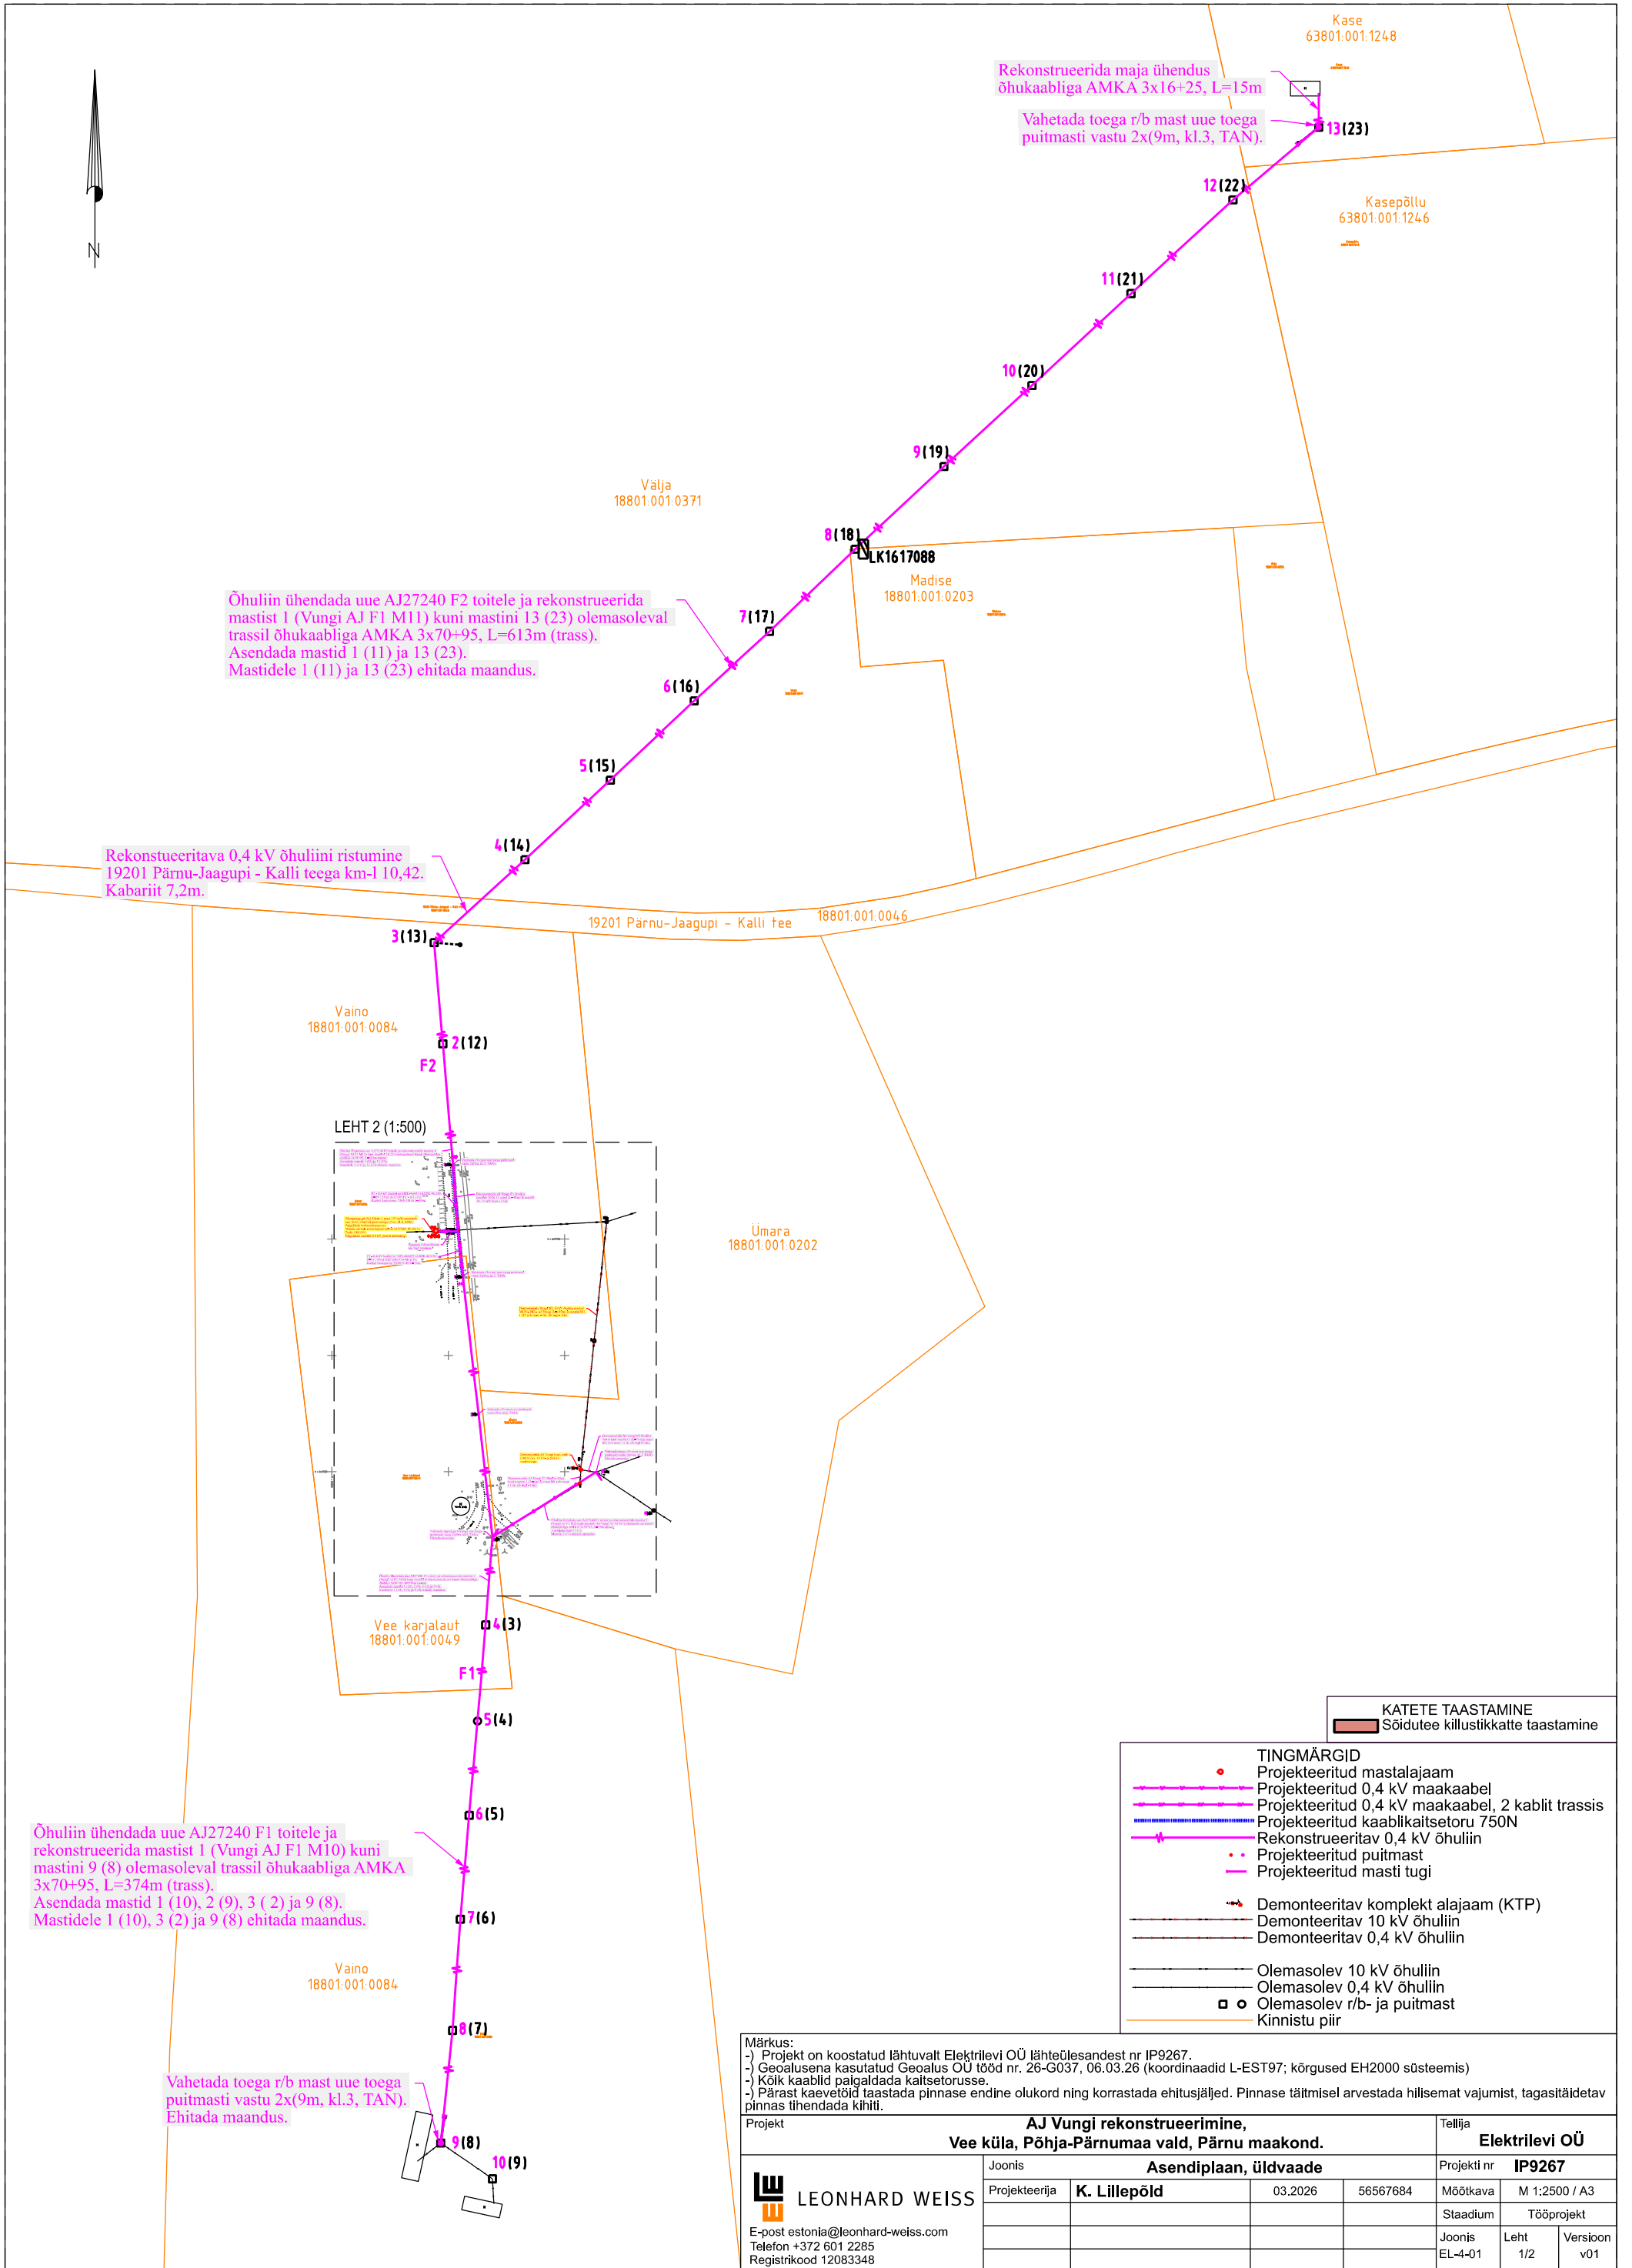 Kase
63801:001:1248
Rekonstrueerida maja ühendus
õhukaabliga AMKA 3x16+25, L=15m
Vahetada toega r/b mast uue toega
puitmasti vastu 2x(9m, kl.3, TAN).
13(23)
12(22)
Kasepõllu
63801:001:1246
N
11(21)
10(20)
9(19)
Välja
18801:001:0371
8(18)
LK1617088
Madise
18801:001:0203
Õhuliin ühendada uue AJ27240 F2 toitele ja rekonstrueerida
mastist 1 (Vungi AJ F1 M11) kuni mastini 13 (23) olemasoleval
trassil õhukaabliga AMKA 3x70+95, L=613m (trass).
Asendada mastid 1 (11) ja 13 (23).
Mastidele 1 (11) ja 13 (23) ehitada maandus.
7(17)
6(16)
5(15)
4(14)
Rekonstueeritava 0,4 kV õhuliini ristumine
19201 Pärnu-Jaagupi - Kalli teega km-l 10,42.
Kabariit 7,2m.
19201 Pärnu-Jaagupi - Kalli tee
18801:001:0046
3(13)
Vaino
18801:001:0084
2(12)
F2
LEHT 2 (1:500)
Ümara
18801:001:0202
Vee karjalaut
18801:001:0049
4(3)
F1
5(4)
6(5)
Õhuliin ühendada uue AJ27240 F1 toitele ja
rekonstrueerida mastist 1 (Vungi AJ F1 M10) kuni
mastini 9 (8) olemasoleval trassil õhukaabliga AMKA
3x70+95, L=374m (trass).
Asendada mastid 1 (10), 2 (9), 3 ( 2) ja 9 (8).
Mastidele 1 (10), 3 (2) ja 9 (8) ehitada maandus.
7(6)
Vaino
18801:001:0084
8(7)
Vahetada toega r/b mast uue toega
puitmasti vastu 2x(9m, kl.3, TAN).
Ehitada maandus.
9(8)
10(9)
KATETE TAASTAMINE
Sõidutee killustikkatte taastamine
TINGMÄRGID
Projekteeritud mastalajaam
Projekteeritud 0,4 kV maakaabel
Projekteeritud 0,4 kV maakaabel, 2 kablit trassis
Projekteeritud kaablikaitsetoru 750N
Rekonstrueeritav 0,4 kV õhuliin
Projekteeritud puitmast
Projekteeritud masti tugi
Demonteeritav komplekt alajaam (KTP)
Demonteeritav 10 kV õhuliin
Demonteeritav 0,4 kV õhuliin
Olemasolev 10 kV õhuliin
Olemasolev 0,4 kV õhuliin
Olemasolev r/b- ja puitmast
Kinnistu piir
Märkus:
-) Projekt on koostatud lähtuvalt Elektrilevi OÜ lähteülesandest nr IP9267.
-) Geoalusena kasutatud Geoalus OÜ tööd nr. 26-G037, 06.03.26 (koordinaadid L-EST97; kõrgused EH2000 süsteemis)
-) Kõik kaablid paigaldada kaitsetorusse.
-) Pärast kaevetöid taastada pinnase endine olukord ning korrastada ehitusjäljed. Pinnase täitmisel arvestada hilisemat vajumist, tagasitäidetav
pinnas tihendada kihiti.
Projekt
AJ Vungi rekonstrueerimine,
Vee küla, Põhja-Pärnumaa vald, Pärnu maakond.
Tellija
Elektrilevi OÜ
Joonis
Asendiplaan, üldvaade
Projekti nr IP9267
Projekteerija K. Lillepõld 03.2026 56567684
Mõõtkava M 1:2500 / A3
Staadium Tööprojekt
Joonis Leht Versioon
EL-4-01 1/2 v01
LEONHARD WEISS
E-post estonia@leonhard-weiss.com
Telefon +372 601 2285
Registrikood 12083348